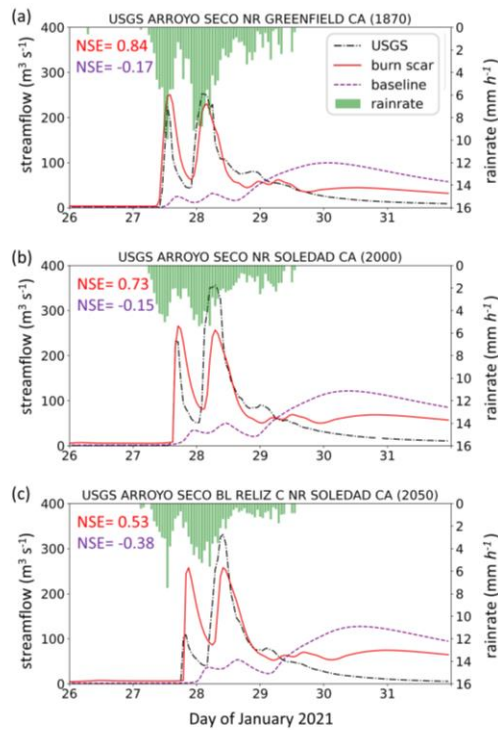 (a) USGS ARROYO SECO NR GREENFIELD CA (1870)
NSE= 0.84
NSE= -0.17
USGS
burn scar
baseline
rainrate
streamflow (m³ s⁻¹)
400
300
200
100
0
0
2
4
6
8
10
12
14
16
rainrate (mm h⁻¹)
26 27 28 29 30 31
(b) USGS ARROYO SECO NR SOLEDAD CA (2000)
NSE= 0.73
NSE= -0.15
streamflow (m³ s⁻¹)
400
300
200
100
0
0
2
4
6
8
10
12
14
16
rainrate (mm h⁻¹)
26 27 28 29 30 31
(c) USGS ARROYO SECO BL RELIZ C NR SOLEDAD CA (2050)
NSE= 0.53
NSE= -0.38
streamflow (m³ s⁻¹)
400
300
200
100
0
0
2
4
6
8
10
12
14
16
rainrate (mm h⁻¹)
26 27 28 29 30 31
Day of January 2021